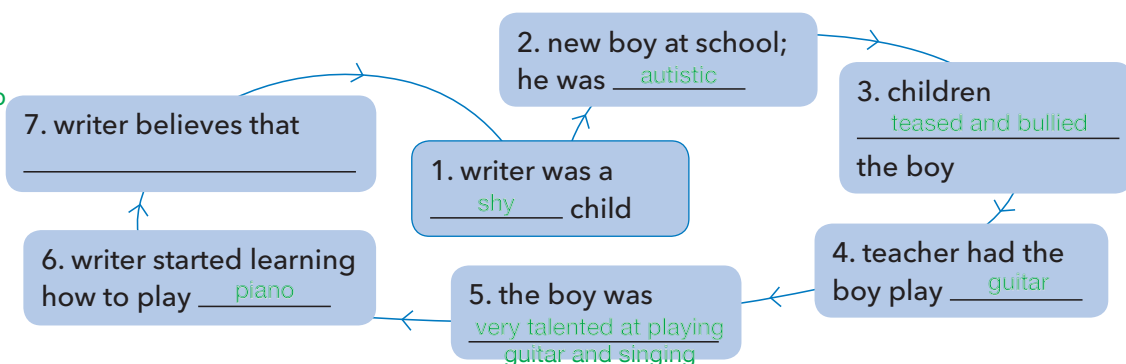 1. writer was a
shy child
2. new boy at school;
he was autistic
3. children
teased and bullied
the boy
4. teacher had the
boy play guitar
5. the boy was
very talented at playing
guitar and singing
6. writer started learning
how to play piano
7. writer believes that